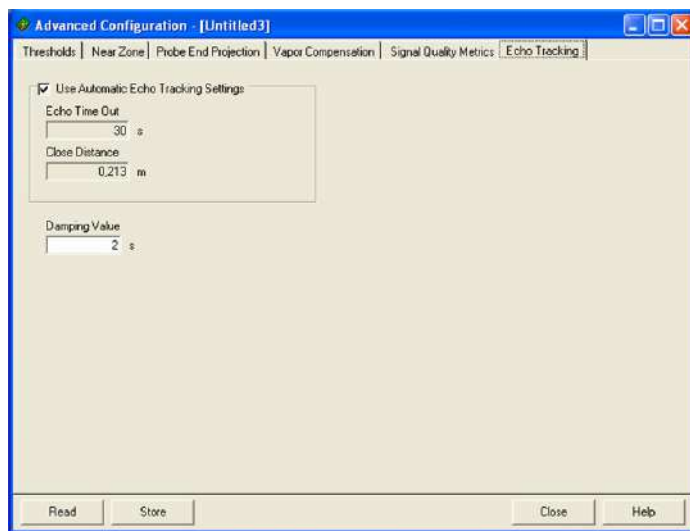 Advanced Configuration - [Untitled3]
Thresholds Near Zone Probe End Projection Vapor Compensation Signal Quality Metrics Echo Tracking
Use Automatic Echo Tracking Settings
Echo Time Out
30 s
Close Distance
0,213 m
Damping Value
2 s
Read Store Close Help